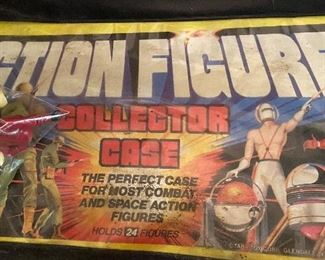 CTION FIGURE
COLLECTOR
CASE
THE PERFECT CASE
FOR MOST COMBAT
AND SPACE ACTION
FIGURES
HOLDS 24 FIGURES